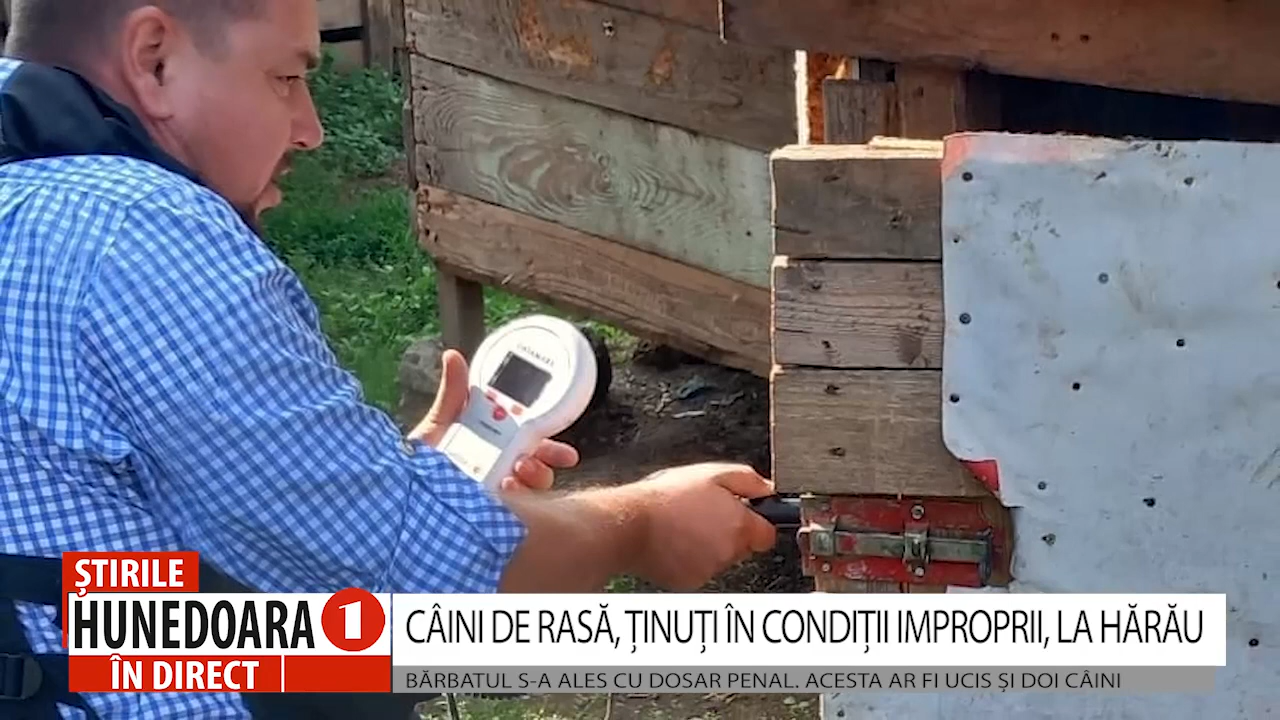 DATAMARS
ȘTIRILE
HUNEDOARA 1
ÎN DIRECT
CÂINI DE RASĂ, ȚINUȚI ÎN CONDIȚII IMPROPRII, LA HĂRĂU
BĂRBATUL S-A ALES CU DOSAR PENAL. ACESTA AR FI UCIS ȘI DOI CÂINI